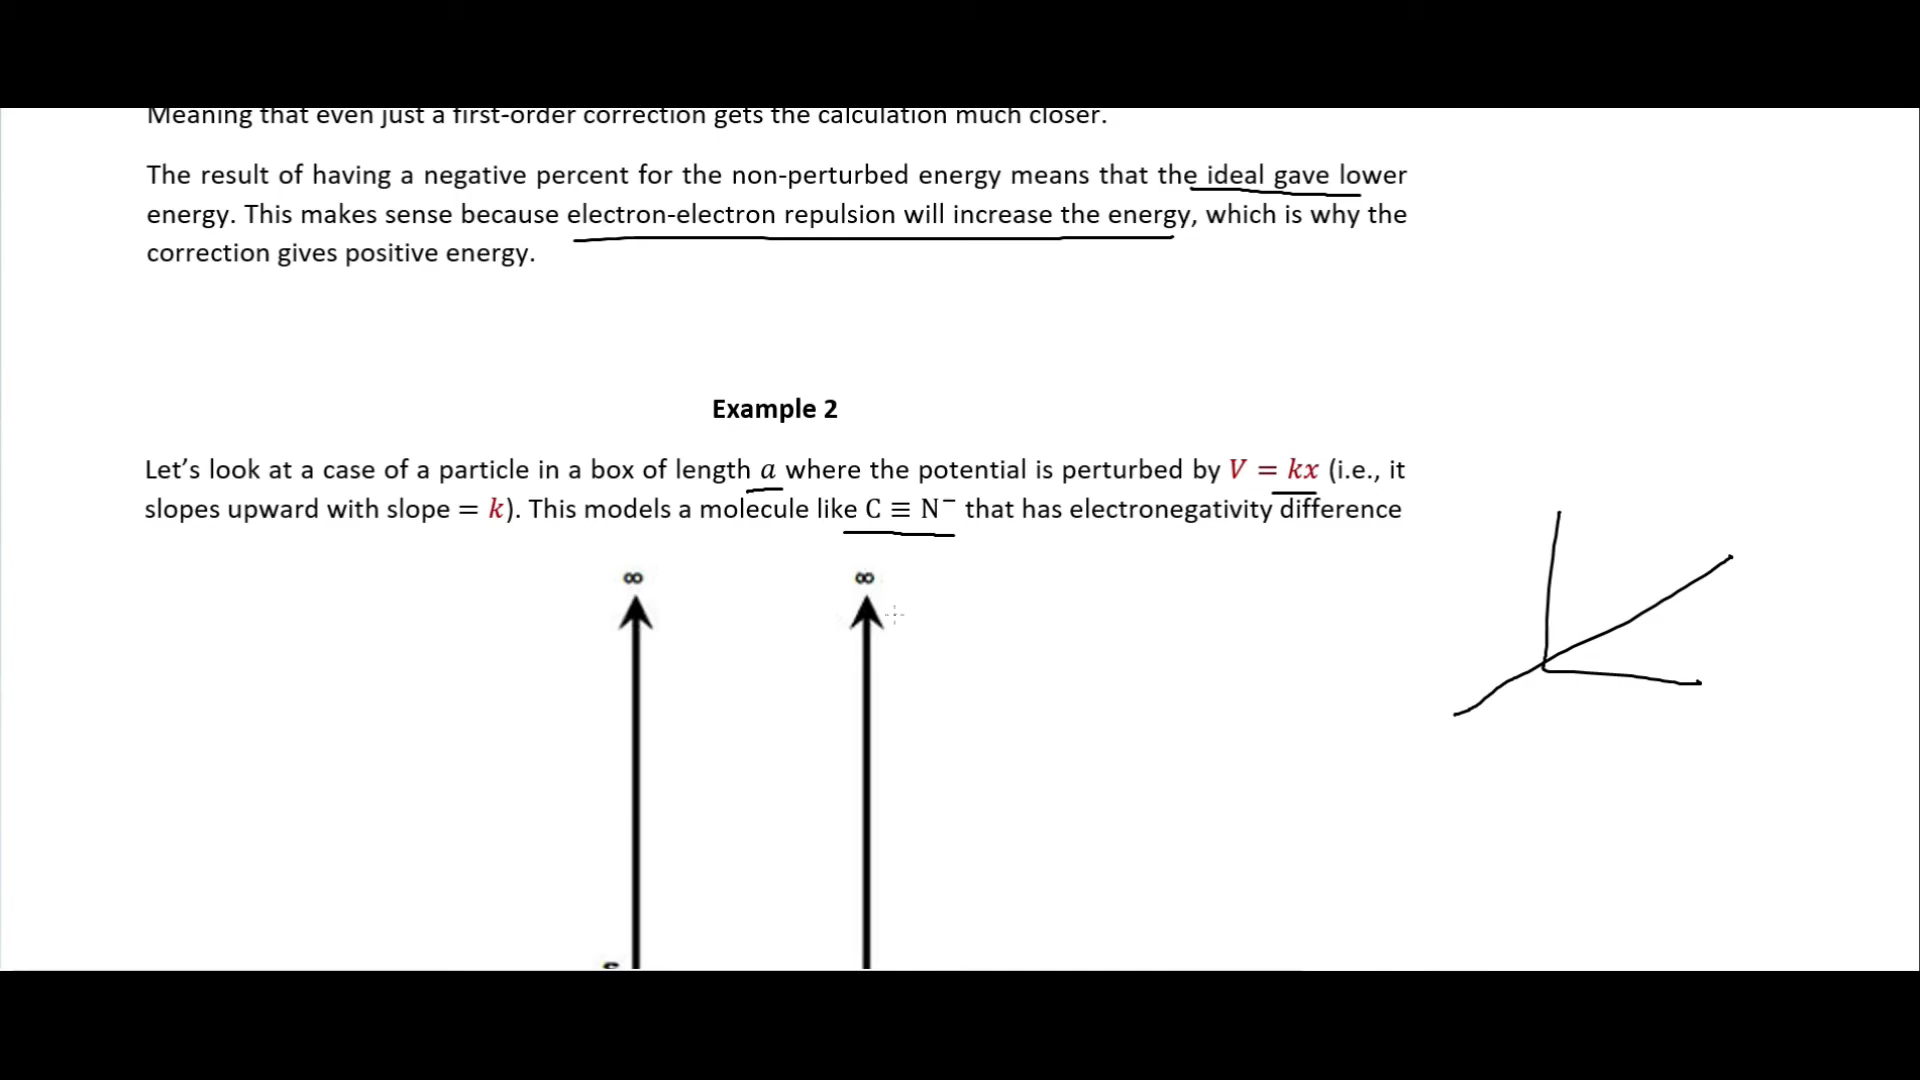 Meaning that even just a first-order correction gets the calculation much closer.
The result of having a negative percent for the non-perturbed energy means that the ideal gave lower
energy. This makes sense because electron-electron repulsion will increase the energy, which is why the
correction gives positive energy.
Example 2
Let’s look at a case of a particle in a box of length a where the potential is perturbed by V = kx (i.e., it
slopes upward with slope = k). This models a molecule like C ≡ N⁻ that has electronegativity difference
∞ ∞